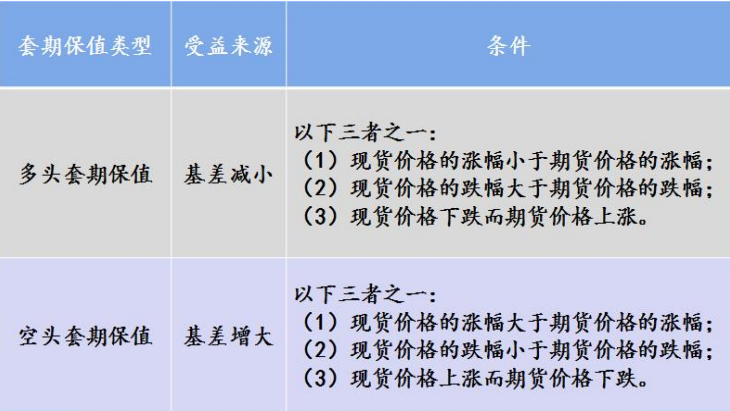 套期保值类型 受益来源 条件
以下三者之一：
（1）现货价格的涨幅小于期货价格的涨幅；
多头套期保值 基差减小 （2）现货价格的跌幅大于期货价格的跌幅；
（3）现货价格下跌而期货价格上涨。
以下三者之一：
（1）现货价格的涨幅大于期货价格的涨幅；
空头套期保值 基差增大 （2）现货价格的跌幅小于期货价格的跌幅；
（3）现货价格上涨而期货价格下跌。